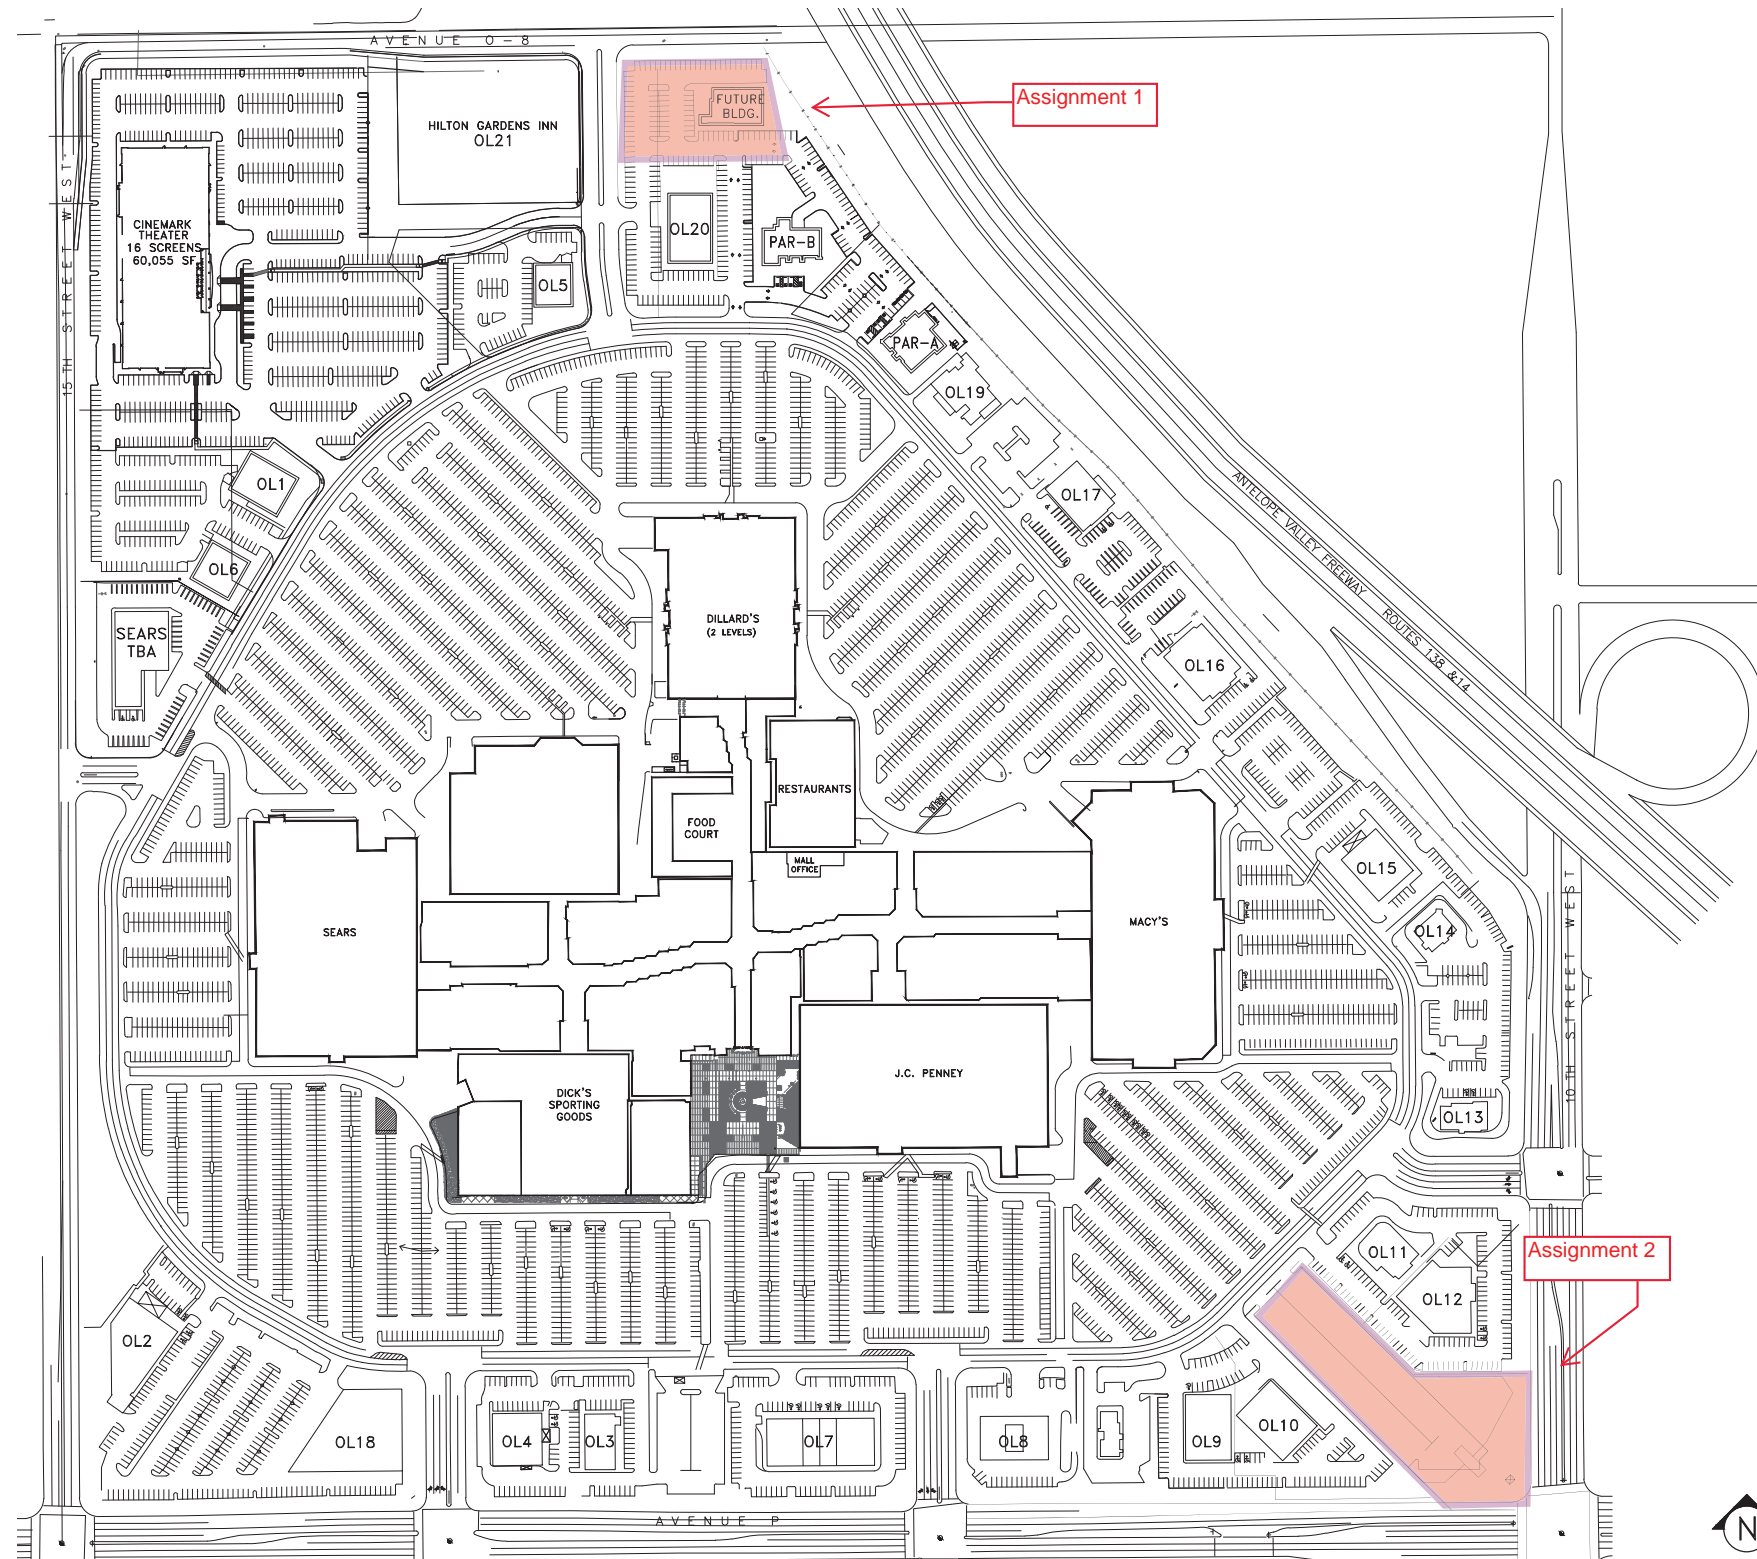 AVENUE O-8
Assignment 1
FUTURE
BLDG.
HILTON GARDENS INN
OL21
15TH STREET WEST
CINEMARK
THEATER
16 SCREENS
60,055 SF
OL20
PAR-B
OL5
PAR-A
OL19
OL1
OL17
ANTELOPE VALLEY FREEWAY ROUTES 138 & 14
OL6
SEARS
TBA
DILLARD'S
(2 LEVELS)
OL16
RESTAURANTS
FOOD
COURT
MALL
OFFICE
OL15
SEARS
MACY'S
OL14
10TH STREET WEST
J.C. PENNEY
DICK'S
SPORTING
GOODS
OL13
OL11
Assignment 2
OL12
OL2
OL18
OL4
OL3
OL7
OL8
OL9
OL10
AVENUE P
N